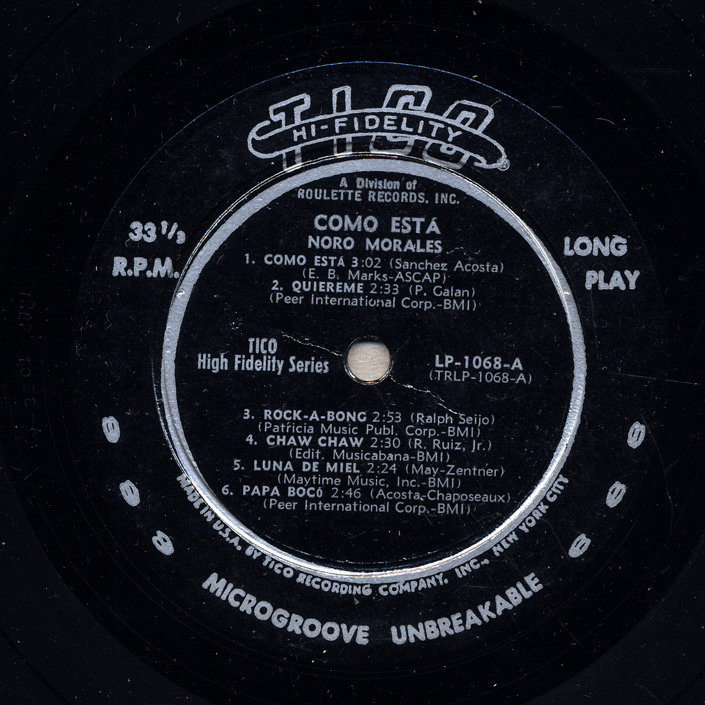 TICO
HI-FIDELITY
®
A Division of
ROULETTE RECORDS, INC.
COMO ESTÁ
NORO MORALES
33 1/3
R.P.M.
LONG
PLAY
1. COMO ESTÁ 3:02 (Sanchez Acosta)
(E. B. Marks-ASCAP)
2. QUIEREME 2:33 (P. Galan)
(Peer International Corp.-BMI)
TICO
High Fidelity Series
LP-1068-A
(TRLP-1068-A)
3. ROCK-A-BONG 2:53 (Ralph Seijo)
(Patricia Music Publ. Corp.-BMI)
4. CHAW CHAW 2:30 (R. Ruiz, Jr.)
(Edit. Musicabana-BMI)
5. LUNA DE MIEL 2:24 (May-Zentner)
(Maytime Music, Inc.-BMI)
6. PAPA BOCÓ 2:46 (Acosta-Chaposeaux)
(Peer International Corp.-BMI)
MADE IN U.S.A. BY TICO RECORDING COMPANY, INC., NEW YORK CITY
MICROGROOVE UNBREAKABLE